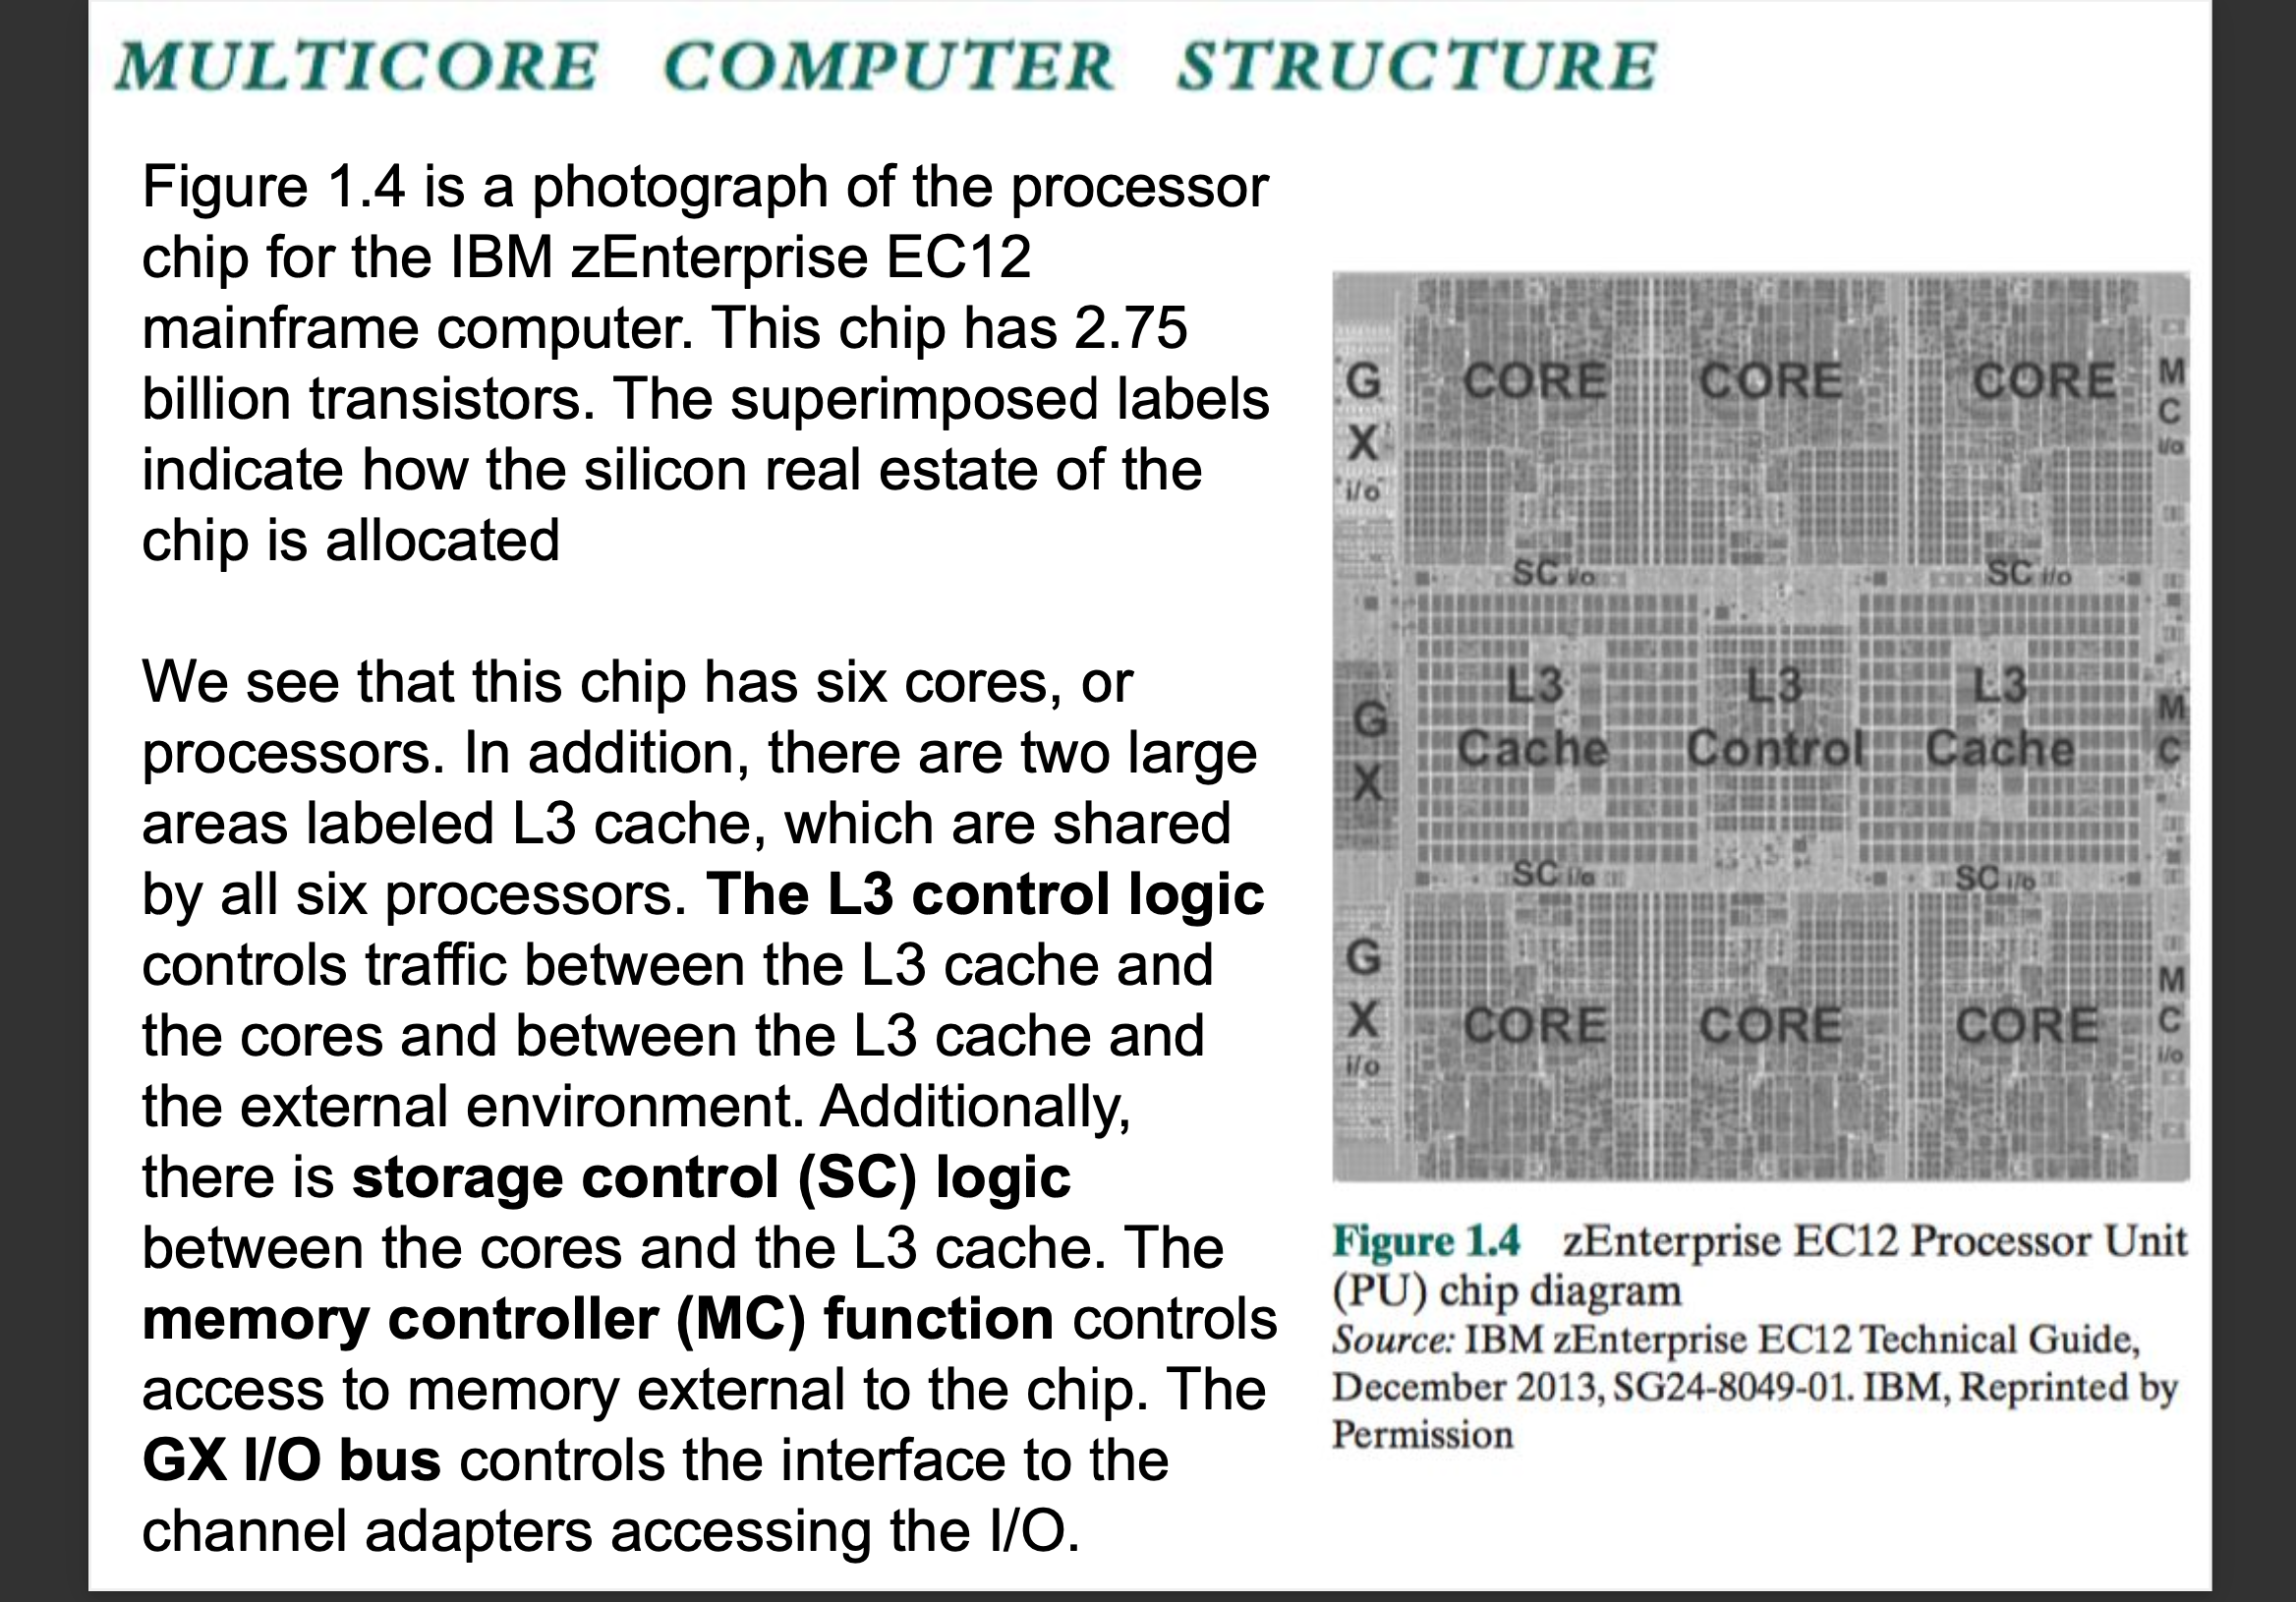 MULTICORE COMPUTER STRUCTURE
Figure 1.4 is a photograph of the processor
chip for the IBM zEnterprise EC12
mainframe computer. This chip has 2.75
billion transistors. The superimposed labels
indicate how the silicon real estate of the
chip is allocated
We see that this chip has six cores, or
processors. In addition, there are two large
areas labeled L3 cache, which are shared
by all six processors. The L3 control logic
controls traffic between the L3 cache and
the cores and between the L3 cache and
the external environment. Additionally,
there is storage control (SC) logic
between the cores and the L3 cache. The
memory controller (MC) function controls
access to memory external to the chip. The
GX I/O bus controls the interface to the
channel adapters accessing the I/O.
G
X
i/o
CORE CORE CORE
M
C
i/o
SC i/o SC i/o
G
X
L3 L3 L3
Cache Control Cache
M
C
SC i/o SC i/o
G
X
i/o
CORE CORE CORE
M
C
i/o
Figure 1.4 zEnterprise EC12 Processor Unit
(PU) chip diagram
Source: IBM zEnterprise EC12 Technical Guide,
December 2013, SG24-8049-01. IBM, Reprinted by
Permission